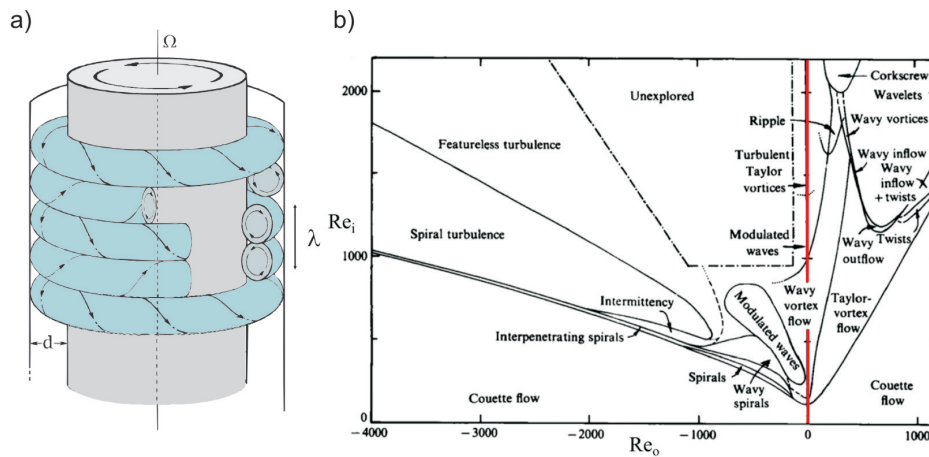 a)
Ω
λ
d
b)
2000
1000
0
Re_i
Unexplored
Featureless turbulence
Spiral turbulence
Intermittency
Interpenetrating spirals
Couette flow
Spirals
Wavy
spirals
Modulated waves
Ripple
Turbulent
Taylor
vortices
Modulated
waves
Wavy
vortex
flow
Corkscrew
Wavelets
Wavy vortices
Wavy inflow
Wavy
inflow X
+ twists
Twists
Wavy
outflow
Taylor-
vortex
flow
Couette
flow
-4000
-3000
-2000
-1000
0
1000
Re_o